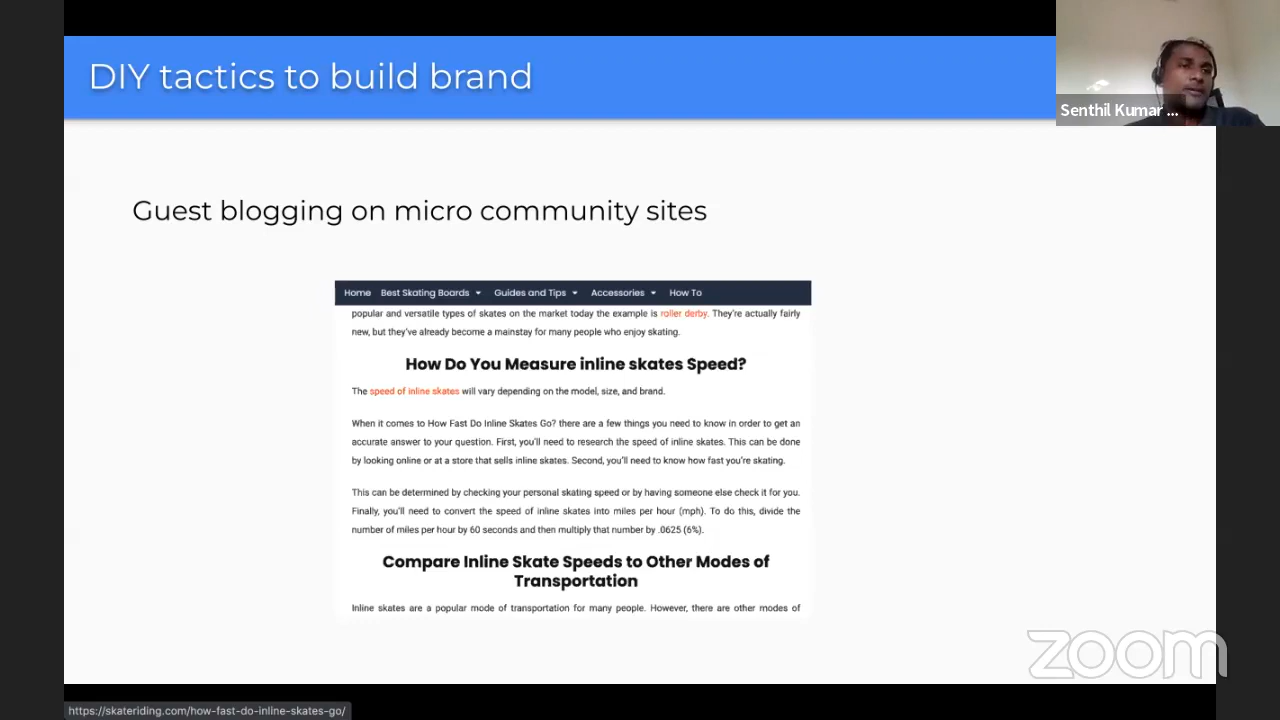 DIY tactics to build brand
Senthil Kumar ...
Guest blogging on micro community sites
Home Best Skating Boards Guides and Tips Accessories How To
popular and versatile types of skates on the market today the example is roller derby. They're actually fairly
new, but they've already become a mainstay for many people who enjoy skating.
How Do You Measure inline skates Speed?
The speed of inline skates will vary depending on the model, size, and brand.
When it comes to How Fast Do Inline Skates Go? there are a few things you need to know in order to get an
accurate answer to your question. First, you'll need to research the speed of inline skates. This can be done
by looking online or at a store that sells inline skates. Second, you'll need to know how fast you're skating.
This can be determined by checking your personal skating speed or by having someone else check it for you.
Finally, you'll need to convert the speed of inline skates into miles per hour (mph). To do this, divide the
number of miles per hour by 60 seconds and then multiply that number by .0625 (6%).
Compare Inline Skate Speeds to Other Modes of
Transportation
Inline skates are a popular mode of transportation for many people. However, there are other modes of
zoom
https://skateriding.com/how-fast-do-inline-skates-go/